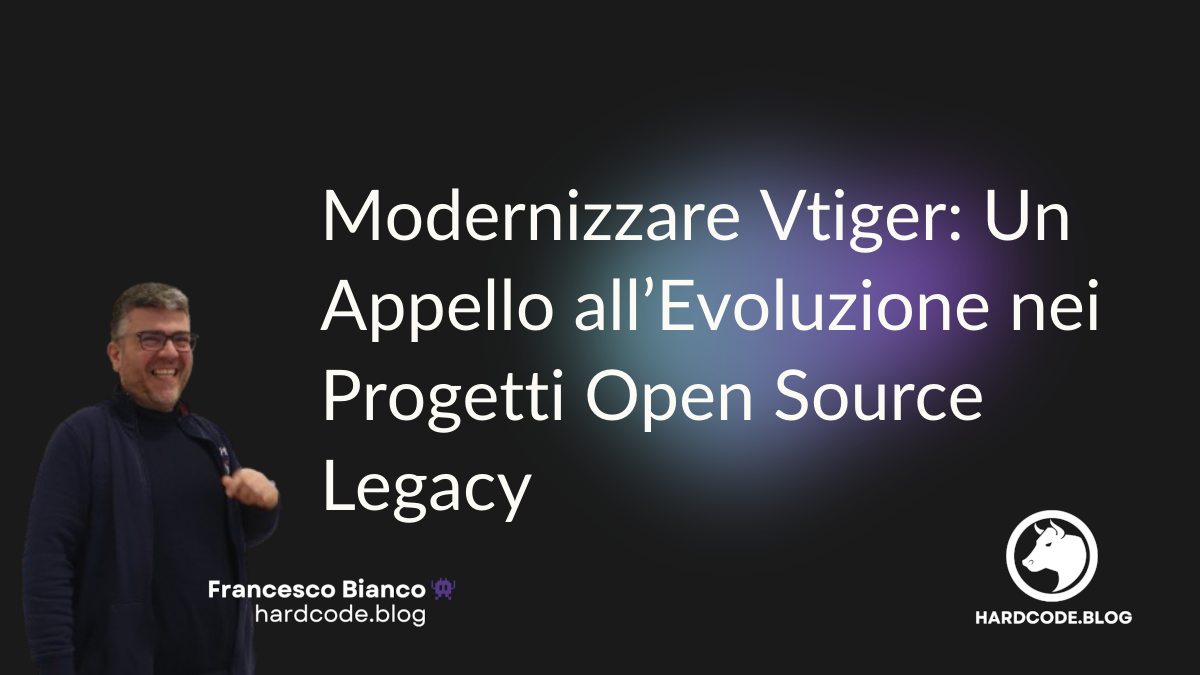 Modernizzare Vtiger: Un
Appello all’Evoluzione nei
Progetti Open Source
Legacy
Francesco Bianco
hardcode.blog
HARDCODE.BLOG